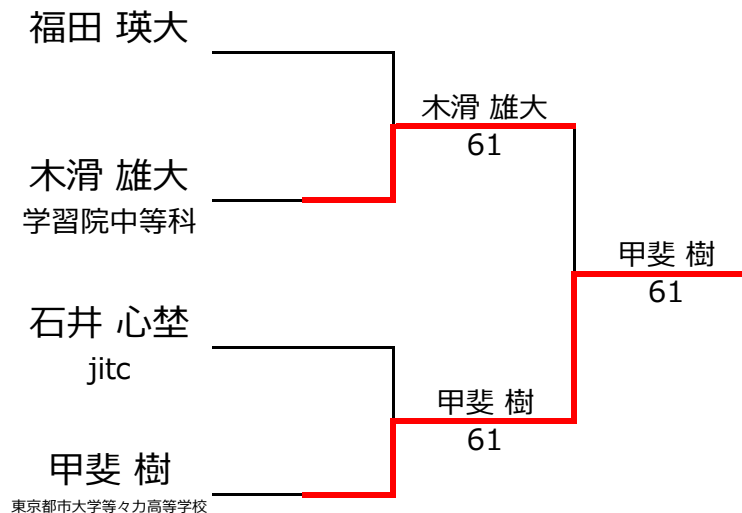 福田 瑛大
木滑 雄大
61
木滑 雄大
学習院中等科
甲斐 樹
61
石井 心埜
jitc
甲斐 樹
61
甲斐 樹
東京都市大学等々力高等学校